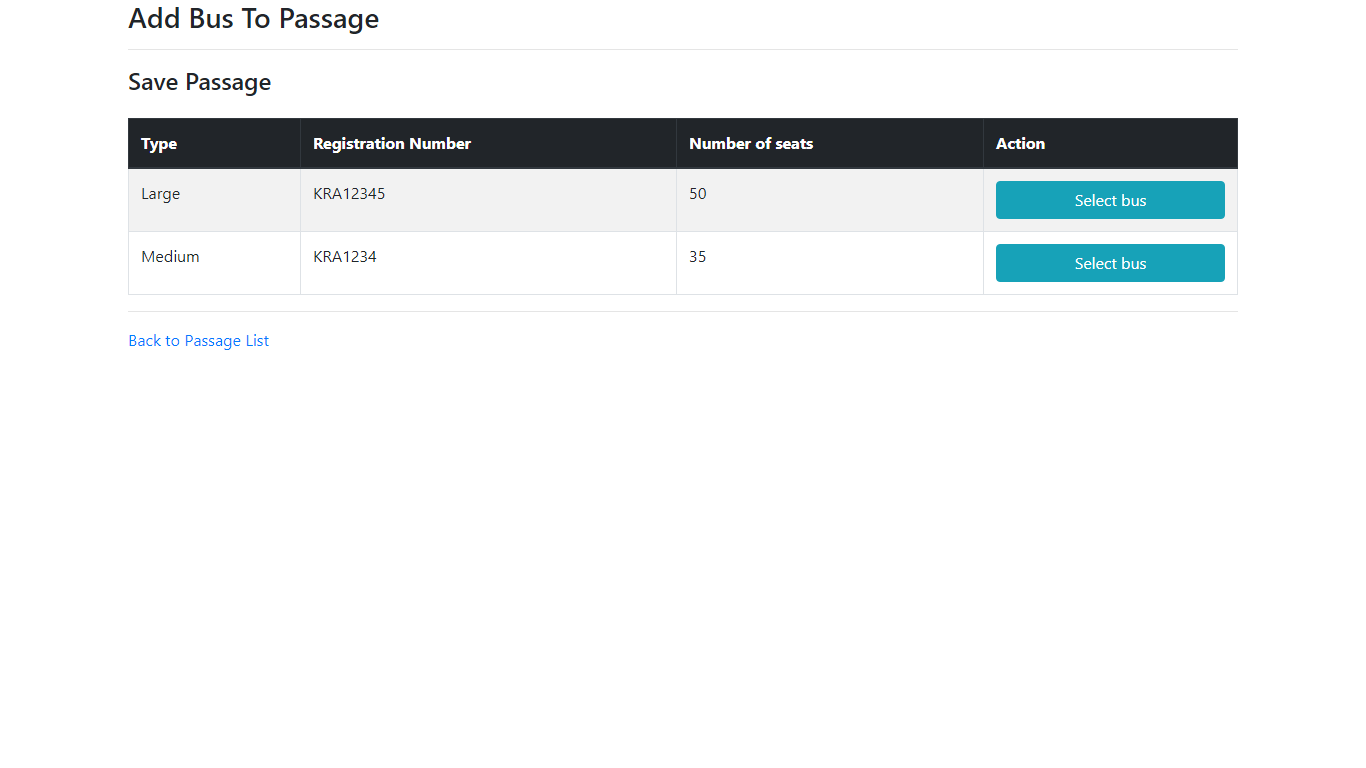 Add Bus To Passage
Save Passage
Type Registration Number Number of seats Action
Large KRA12345 50 Select bus
Medium KRA1234 35 Select bus
Back to Passage List